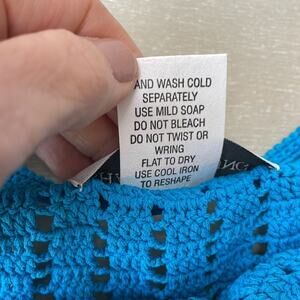 AND WASH COLD
SEPARATELY
USE MILD SOAP
DO NOT BLEACH
DO NOT TWIST OR
WRING
FLAT TO DRY
USE COOL IRON
TO RESHAPE